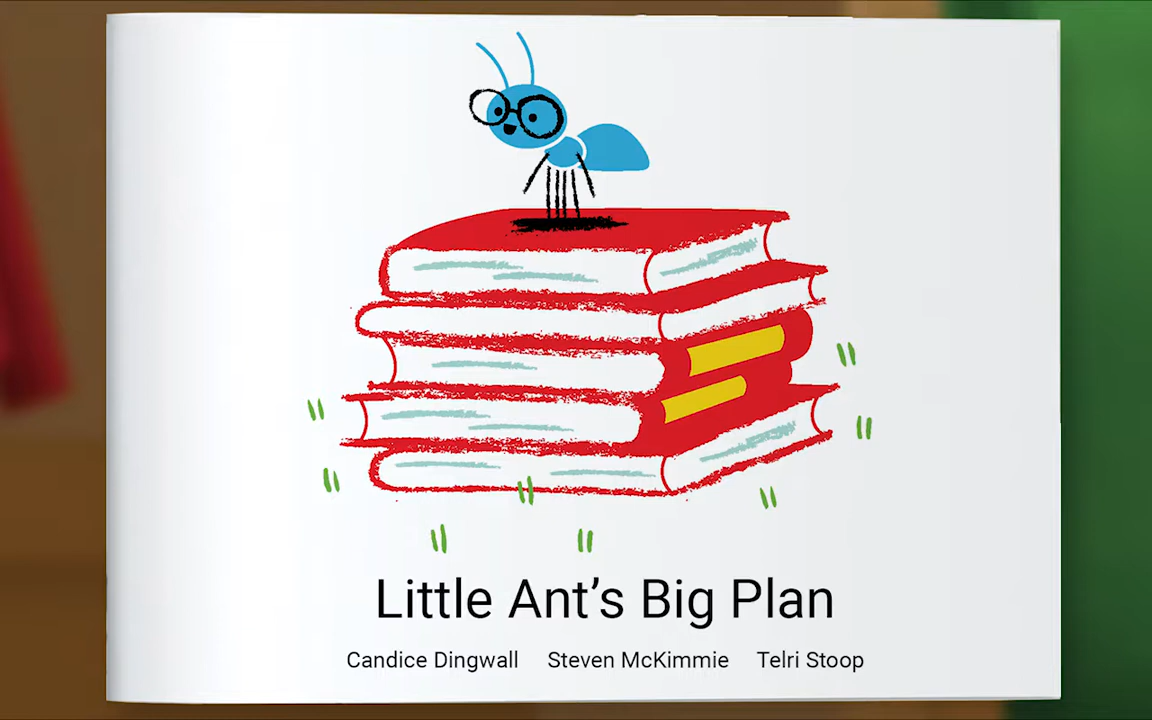 Little Ant’s Big Plan
Candice Dingwall Steven McKimmie Telri Stoop